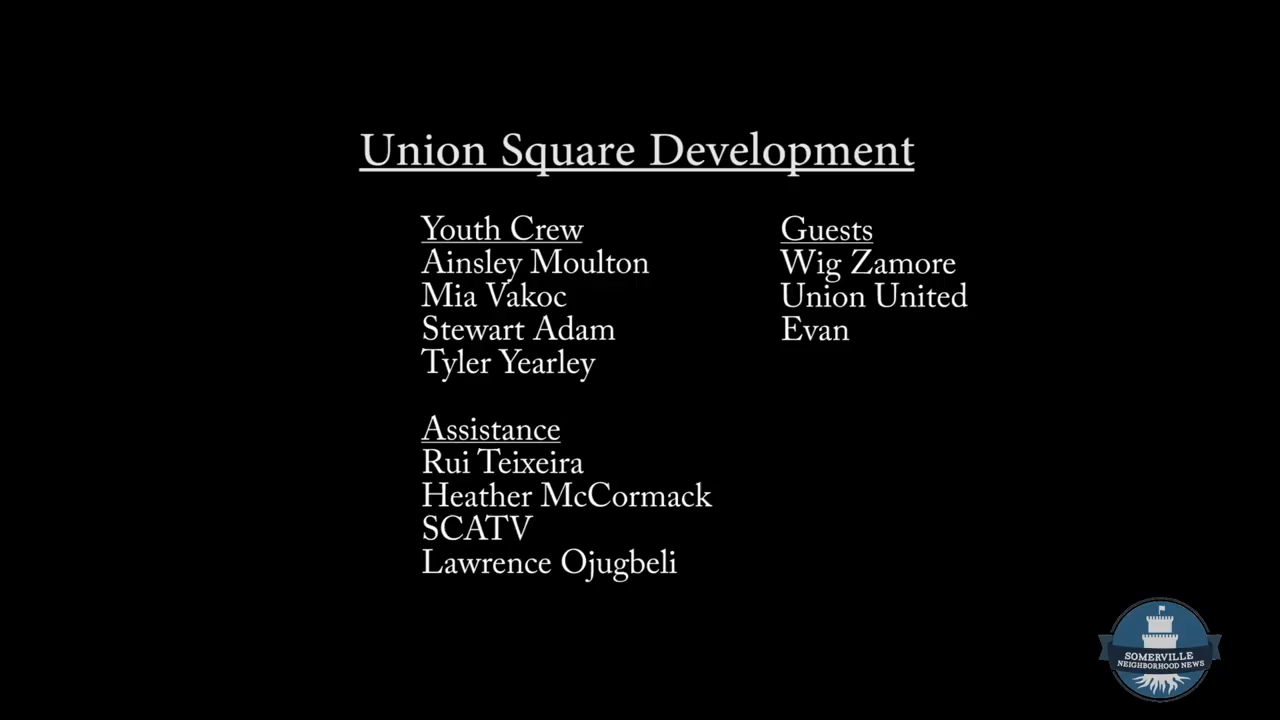 Union Square Development
Youth Crew
Ainsley Moulton
Mia Vakoc
Stewart Adam
Tyler Yearley
Assistance
Rui Teixeira
Heather McCormack
SCATV
Lawrence Ojugbeli
Guests
Wig Zamore
Union United
Evan
SOMERVILLE
NEIGHBORHOOD NEWS